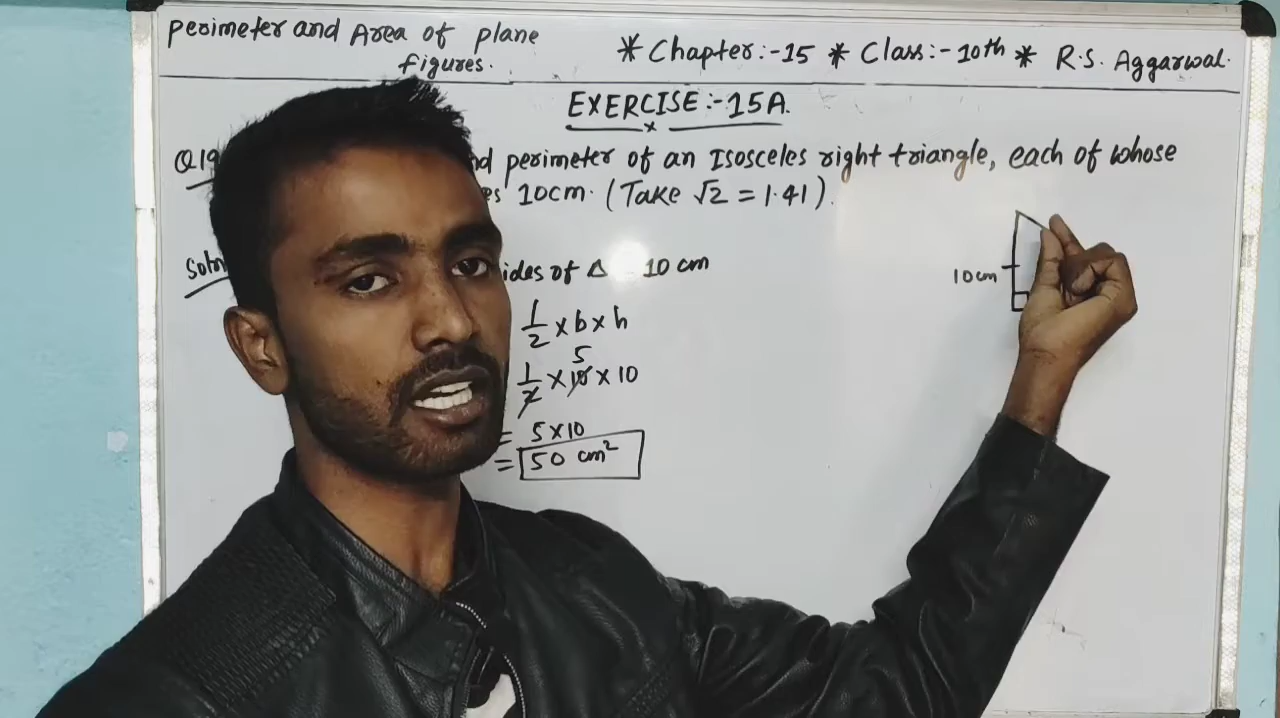 Perimeter and Area of plane
figures.
* Chapter:-15 * Class:-10th * R.S. Aggarwal.
EXERCISE:-15A.
Q19 perimeter of an Isosceles right triangle, each of whose
10cm. (Take √2 = 1.41).
Soln ides of Δ = 10 cm
1/2 × b × h
5
1/2 × 10 × 10
= 5×10
= 50 cm²
10cm